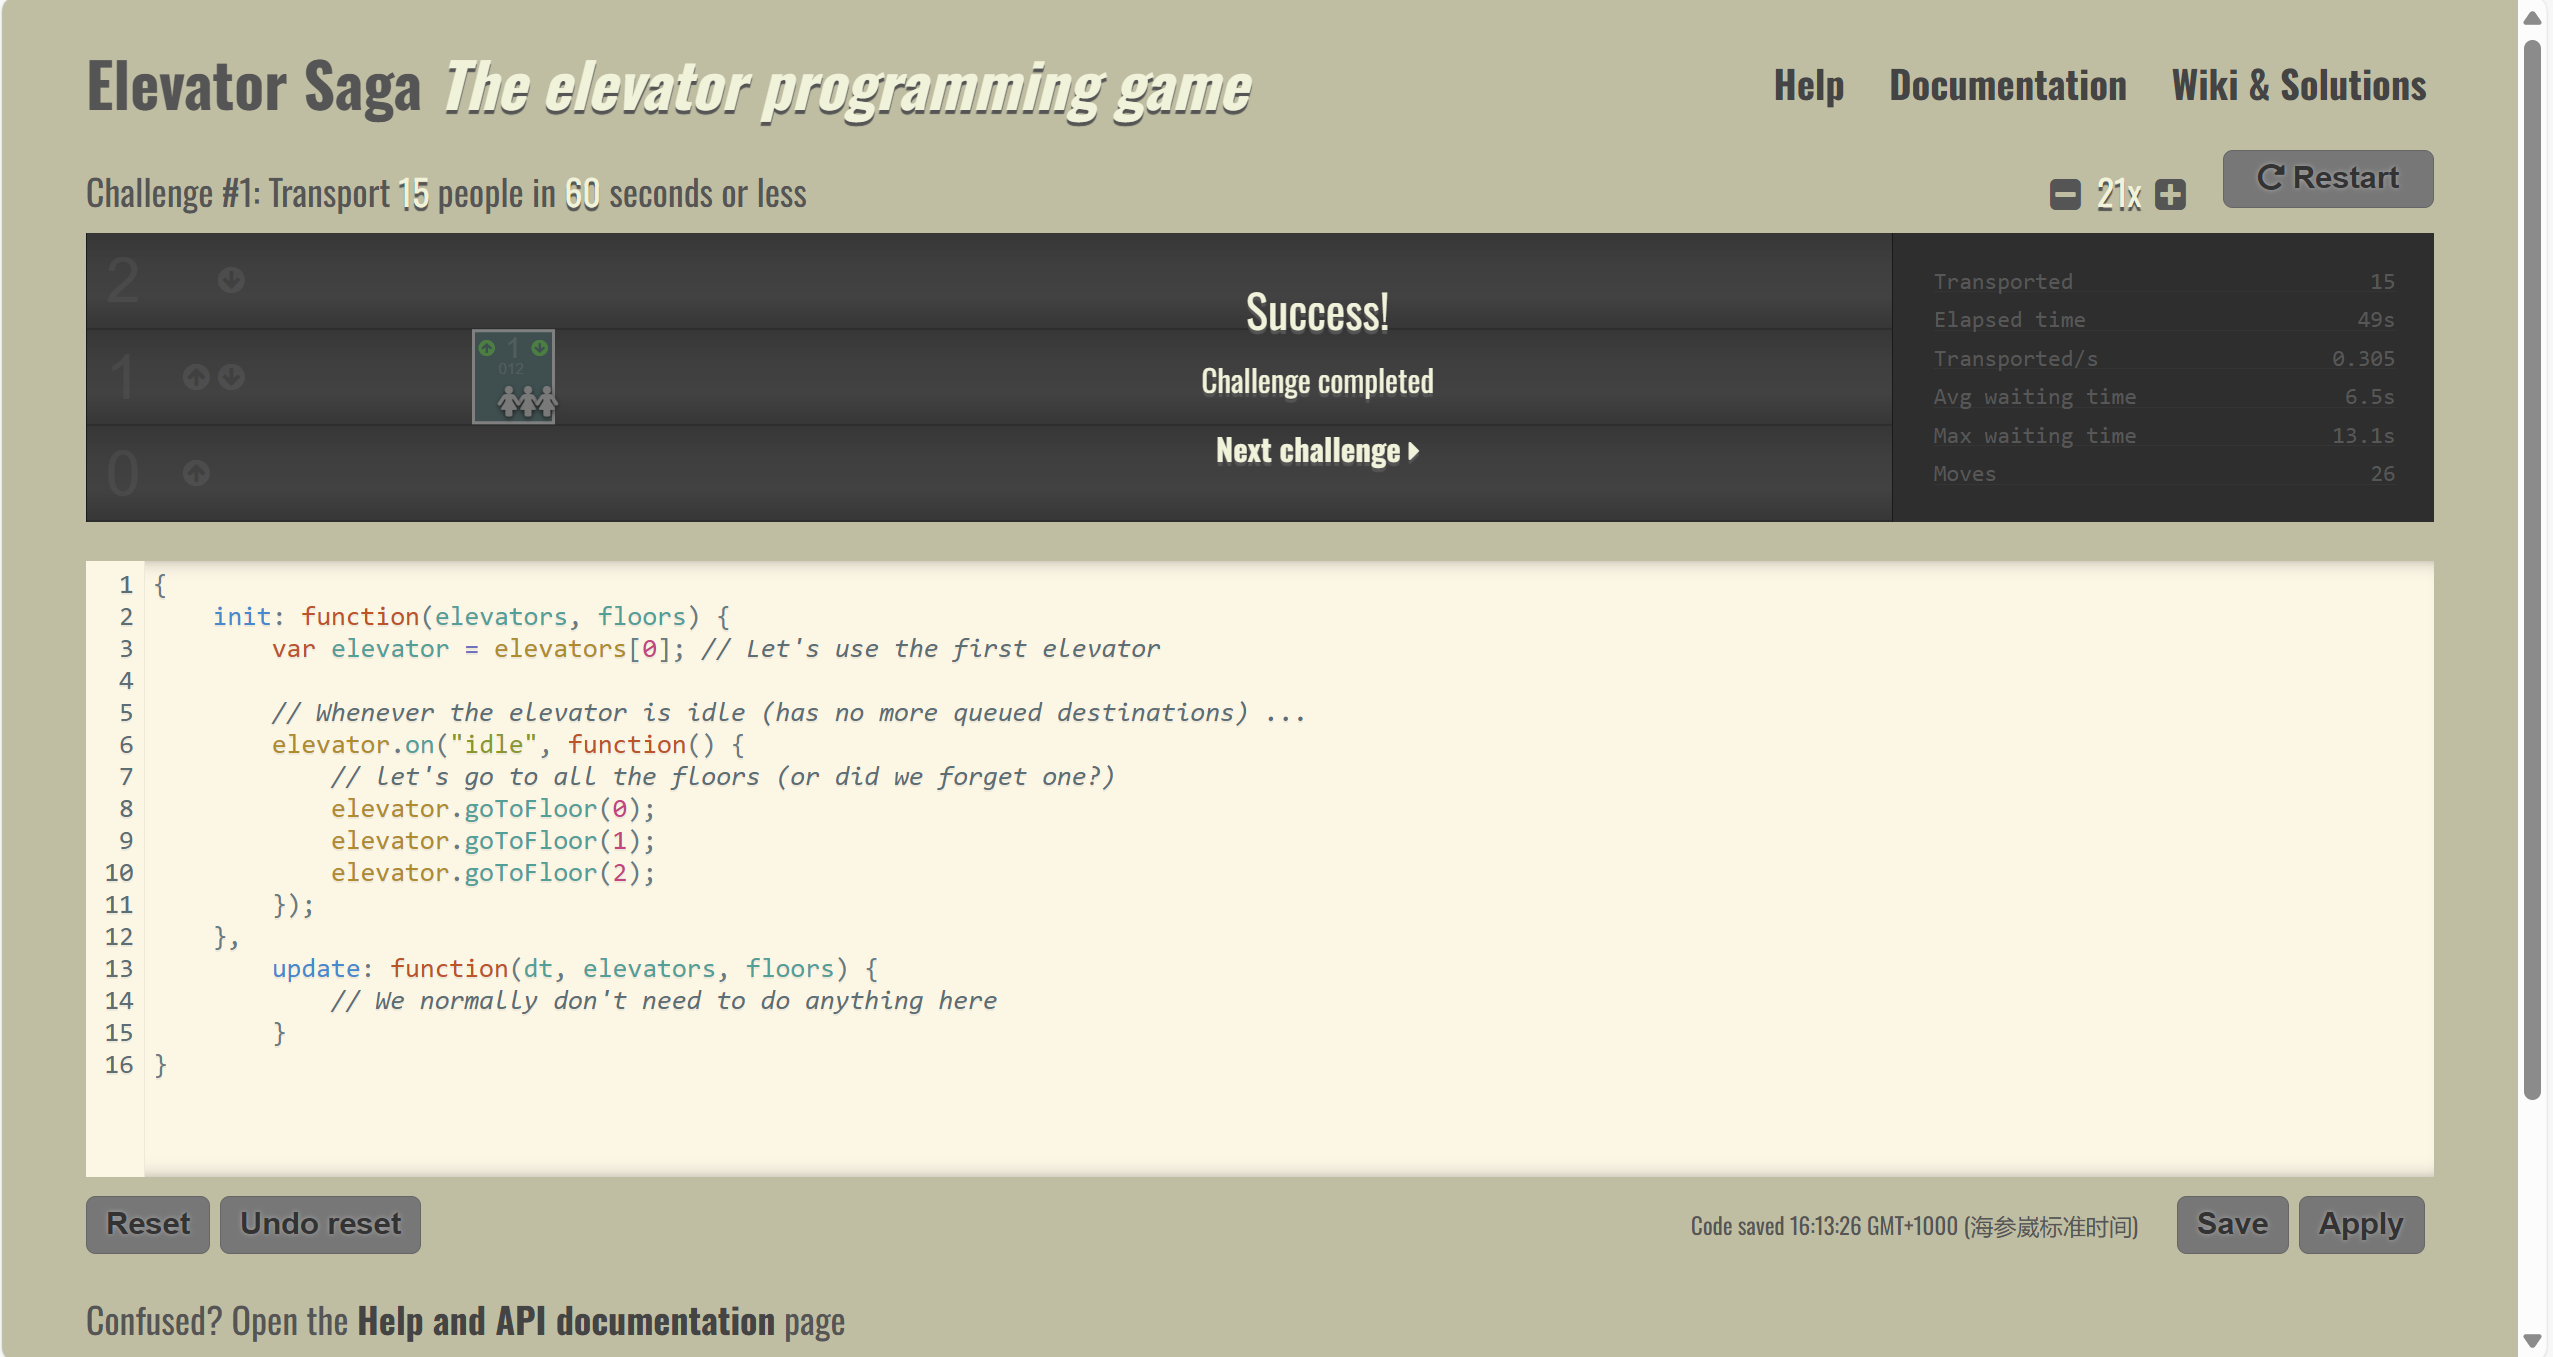 Elevator Saga The elevator programming game
Help Documentation Wiki & Solutions
Challenge #1: Transport 15 people in 60 seconds or less
21x
Restart
2
1
0
1
012
Success!
Challenge completed
Next challenge
Transported 15
Elapsed time 49s
Transported/s 0.305
Avg waiting time 6.5s
Max waiting time 13.1s
Moves 26
1 {
2     init: function(elevators, floors) {
3         var elevator = elevators[0]; // Let's use the first elevator
4
5         // Whenever the elevator is idle (has no more queued destinations) ...
6         elevator.on("idle", function() {
7             // let's go to all the floors (or did we forget one?)
8             elevator.goToFloor(0);
9             elevator.goToFloor(1);
10             elevator.goToFloor(2);
11         });
12     },
13         update: function(dt, elevators, floors) {
14             // We normally don't need to do anything here
15         }
16 }
Reset Undo reset
Code saved 16:13:26 GMT+1000 (海参崴标准时间)
Save Apply
Confused? Open the Help and API documentation page